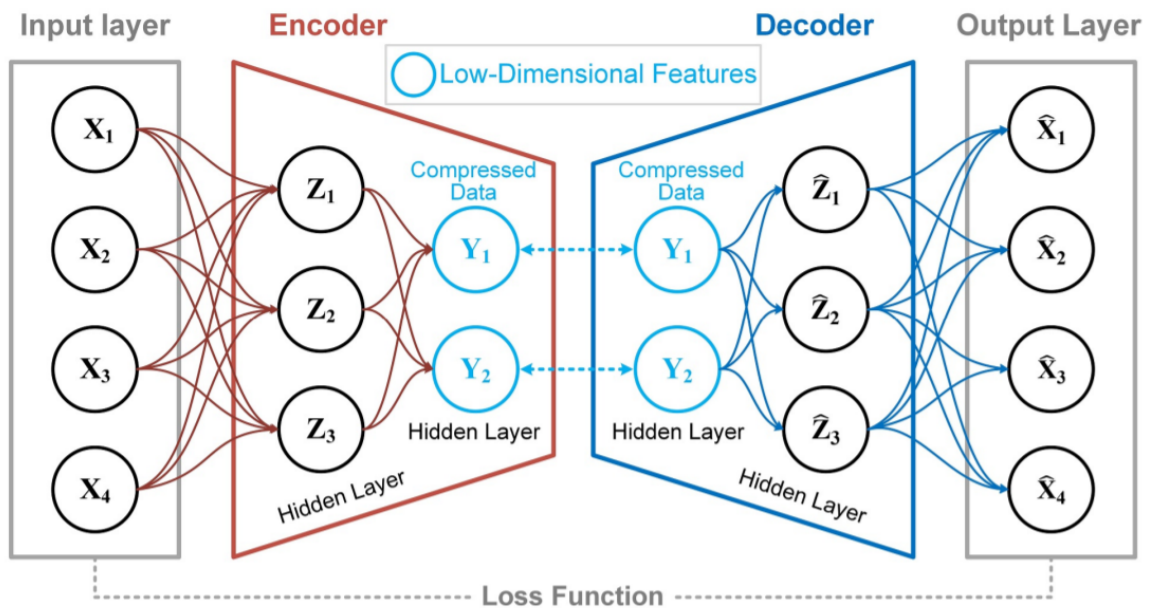 Input layer
Encoder
Decoder
Output Layer
Low-Dimensional Features
X₁
X₂
X₃
X₄
Z₁
Z₂
Z₃
Hidden Layer
Compressed
Data
Y₁
Y₂
Hidden Layer
Compressed
Data
Y₁
Y₂
Hidden Layer
Ẑ₁
Ẑ₂
Ẑ₃
Hidden Layer
X̂₁
X̂₂
X̂₃
X̂₄
Loss Function